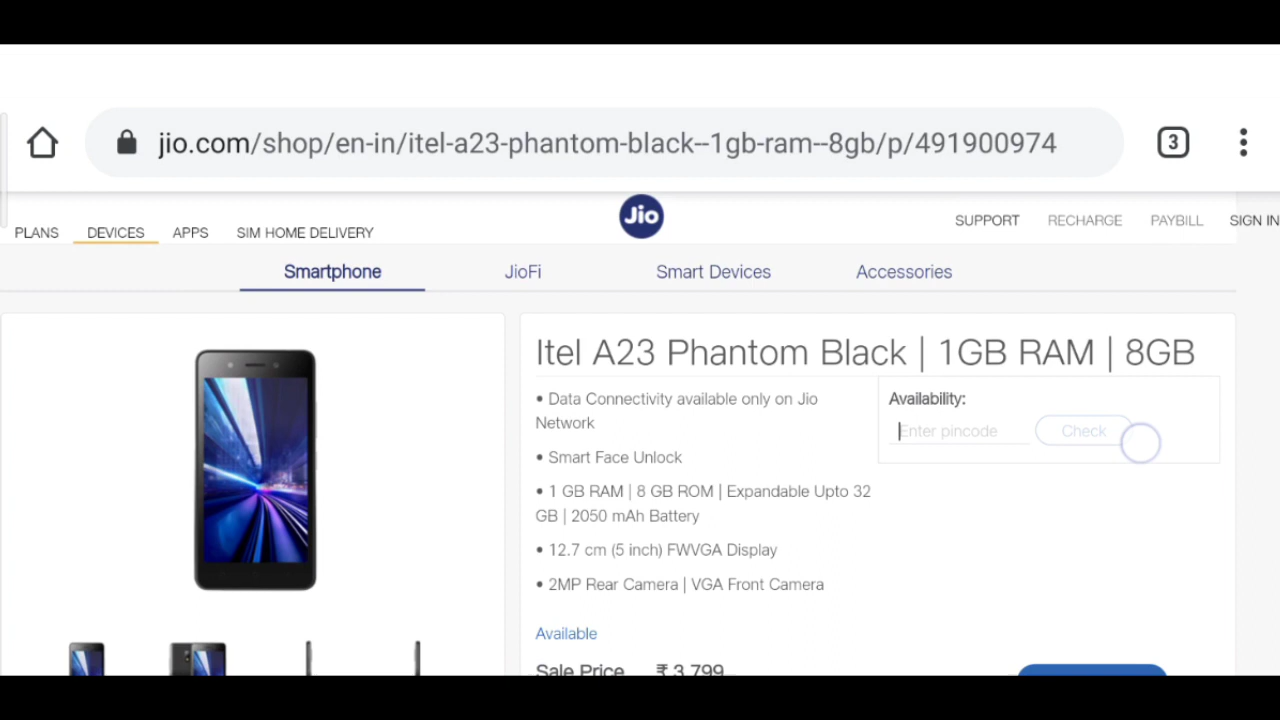 jio.com/shop/en-in/itel-a23-phantom-black--1gb-ram--8gb/p/491900974
3
PLANS
DEVICES
APPS
SIM HOME DELIVERY
Jio
SUPPORT
RECHARGE
PAYBILL
SIGN IN
Smartphone
JioFi
Smart Devices
Accessories
Itel A23 Phantom Black | 1GB RAM | 8GB
• Data Connectivity available only on Jio
Network
• Smart Face Unlock
• 1 GB RAM | 8 GB ROM | Expandable Upto 32
GB | 2050 mAh Battery
• 12.7 cm (5 inch) FWVGA Display
• 2MP Rear Camera | VGA Front Camera
Availability:
Enter pincode
Check
Available
Sale Price ₹ 3,799